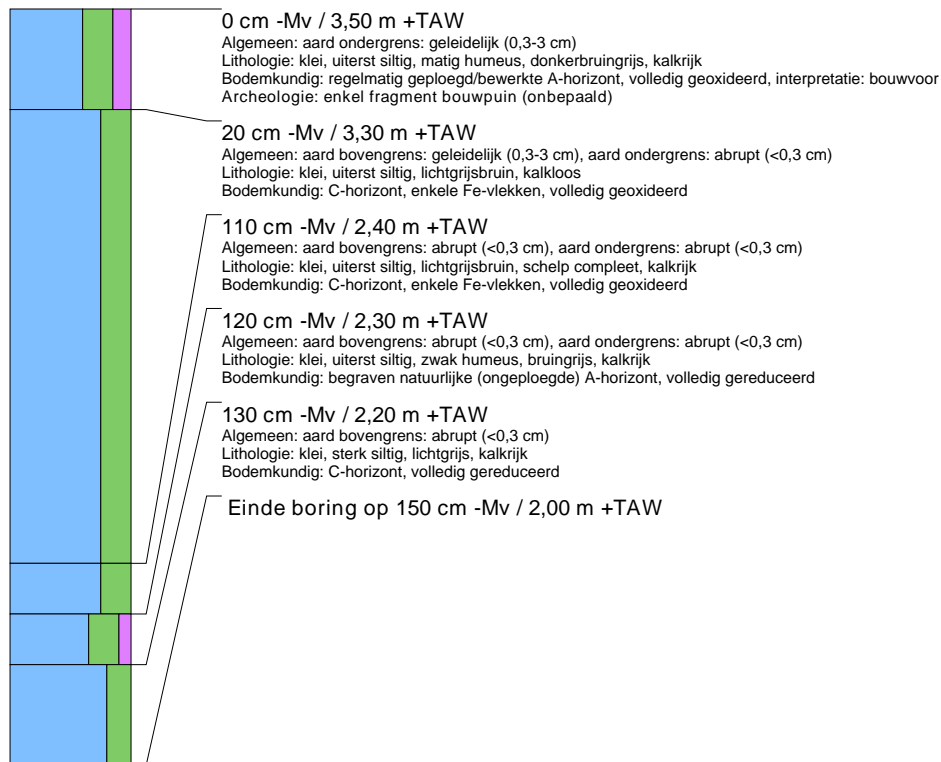 0 cm -Mv / 3,50 m +TAW
Algemeen: aard ondergrens: geleidelijk (0,3-3 cm)
Lithologie: klei, uiterst siltig, matig humeus, donkerbruingrijs, kalkrijk
Bodemkundig: regelmatig geploegd/bewerkte A-horizont, volledig geoxideerd, interpretatie: bouwvoor
Archeologie: enkel fragment bouwpuin (onbepaald)
20 cm -Mv / 3,30 m +TAW
Algemeen: aard bovengrens: geleidelijk (0,3-3 cm), aard ondergrens: abrupt (<0,3 cm)
Lithologie: klei, uiterst siltig, lichtgrijsbruin, kalkloos
Bodemkundig: C-horizont, enkele Fe-vlekken, volledig geoxideerd
110 cm -Mv / 2,40 m +TAW
Algemeen: aard bovengrens: abrupt (<0,3 cm), aard ondergrens: abrupt (<0,3 cm)
Lithologie: klei, uiterst siltig, lichtgrijsbruin, schelp compleet, kalkrijk
Bodemkundig: C-horizont, enkele Fe-vlekken, volledig geoxideerd
120 cm -Mv / 2,30 m +TAW
Algemeen: aard bovengrens: abrupt (<0,3 cm), aard ondergrens: abrupt (<0,3 cm)
Lithologie: klei, uiterst siltig, zwak humeus, bruingrijs, kalkrijk
Bodemkundig: begraven natuurlijke (ongeploegde) A-horizont, volledig gereduceerd
130 cm -Mv / 2,20 m +TAW
Algemeen: aard bovengrens: abrupt (<0,3 cm)
Lithologie: klei, sterk siltig, lichtgrijs, kalkrijk
Bodemkundig: C-horizont, volledig gereduceerd
Einde boring op 150 cm -Mv / 2,00 m +TAW